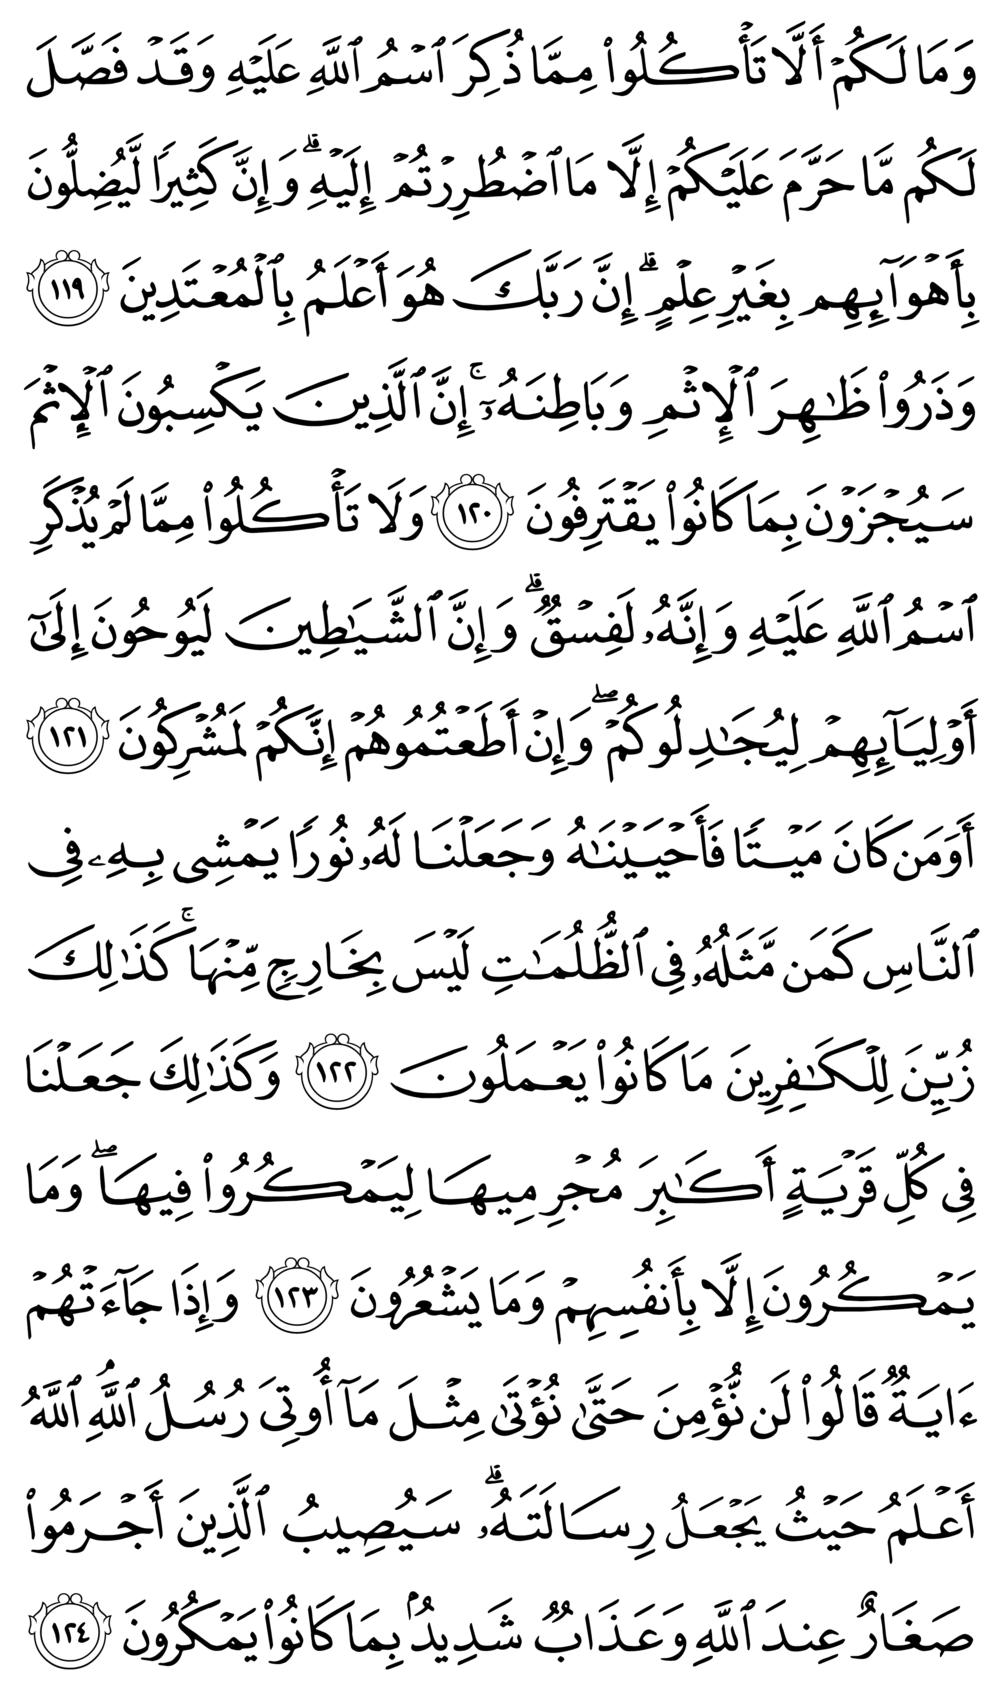 وَمَا لَكُمۡ أَلَّا تَأۡكُلُواْ مِمَّا ذُكِرَ ٱسۡمُ ٱللَّهِ عَلَيۡهِ وَقَدۡ فَصَّلَ
لَكُم مَّا حَرَّمَ عَلَيۡكُمۡ إِلَّا مَا ٱضۡطُرِرۡتُمۡ إِلَيۡهِۗ وَإِنَّ كَثِيرٗا لَّيُضِلُّونَ
بِأَهۡوَآئِهِم بِغَيۡرِ عِلۡمٍۗ إِنَّ رَبَّكَ هُوَ أَعۡلَمُ بِٱلۡمُعۡتَدِينَ ١١٩
وَذَرُواْ ظَٰهِرَ ٱلۡإِثۡمِ وَبَاطِنَهُۥٓۚ إِنَّ ٱلَّذِينَ يَكۡسِبُونَ ٱلۡإِثۡمَ
سَيُجۡزَوۡنَ بِمَا كَانُواْ يَقۡتَرِفُونَ ١٢٠ وَلَا تَأۡكُلُواْ مِمَّا لَمۡ يُذۡكَرِ
ٱسۡمُ ٱللَّهِ عَلَيۡهِ وَإِنَّهُۥ لَفِسۡقٞۗ وَإِنَّ ٱلشَّيَٰطِينَ لَيُوحُونَ إِلَىٰٓ
أَوۡلِيَآئِهِمۡ لِيُجَٰدِلُوكُمۡۖ وَإِنۡ أَطَعۡتُمُوهُمۡ إِنَّكُمۡ لَمُشۡرِكُونَ ١٢١
أَوَمَن كَانَ مَيۡتٗا فَأَحۡيَيۡنَٰهُ وَجَعَلۡنَا لَهُۥ نُورٗا يَمۡشِي بِهِۦ فِي
ٱلنَّاسِ كَمَن مَّثَلُهُۥ فِي ٱلظُّلُمَٰتِ لَيۡسَ بِخَارِجٖ مِّنۡهَاۚ كَذَٰلِكَ
زُيِّنَ لِلۡكَٰفِرِينَ مَا كَانُواْ يَعۡمَلُونَ ١٢٢ وَكَذَٰلِكَ جَعَلۡنَا
فِي كُلِّ قَرۡيَةٍ أَكَٰبِرَ مُجۡرِمِيهَا لِيَمۡكُرُواْ فِيهَاۖ وَمَا
يَمۡكُرُونَ إِلَّا بِأَنفُسِهِمۡ وَمَا يَشۡعُرُونَ ١٢٣ وَإِذَا جَآءَتۡهُمۡ
ءَايَةٞ قَالُواْ لَن نُّؤۡمِنَ حَتَّىٰ نُؤۡتَىٰ مِثۡلَ مَآ أُوتِيَ رُسُلُ ٱللَّهِۘ ٱللَّهُ
أَعۡلَمُ حَيۡثُ يَجۡعَلُ رِسَالَتَهُۥۗ سَيُصِيبُ ٱلَّذِينَ أَجۡرَمُواْ
صَغَارٌ عِندَ ٱللَّهِ وَعَذَابٞ شَدِيدُۢ بِمَا كَانُواْ يَمۡكُرُونَ ١٢٤